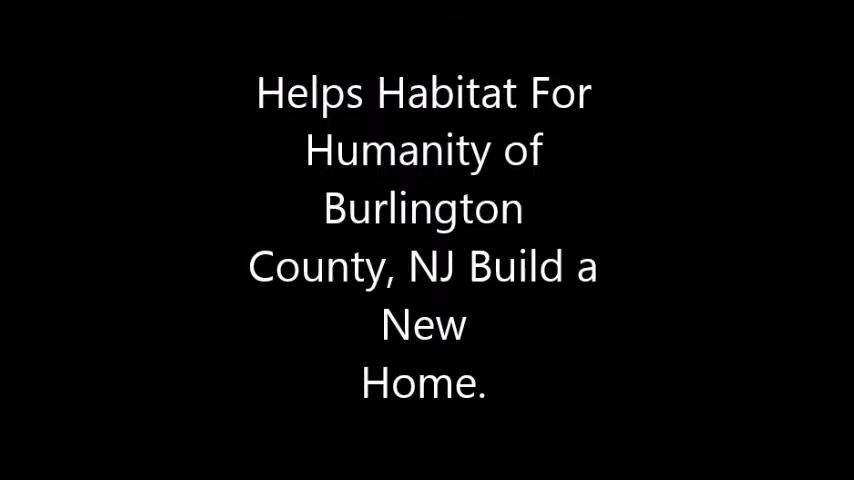 Helps Habitat For
Humanity of
Burlington
County, NJ Build a
New
Home.